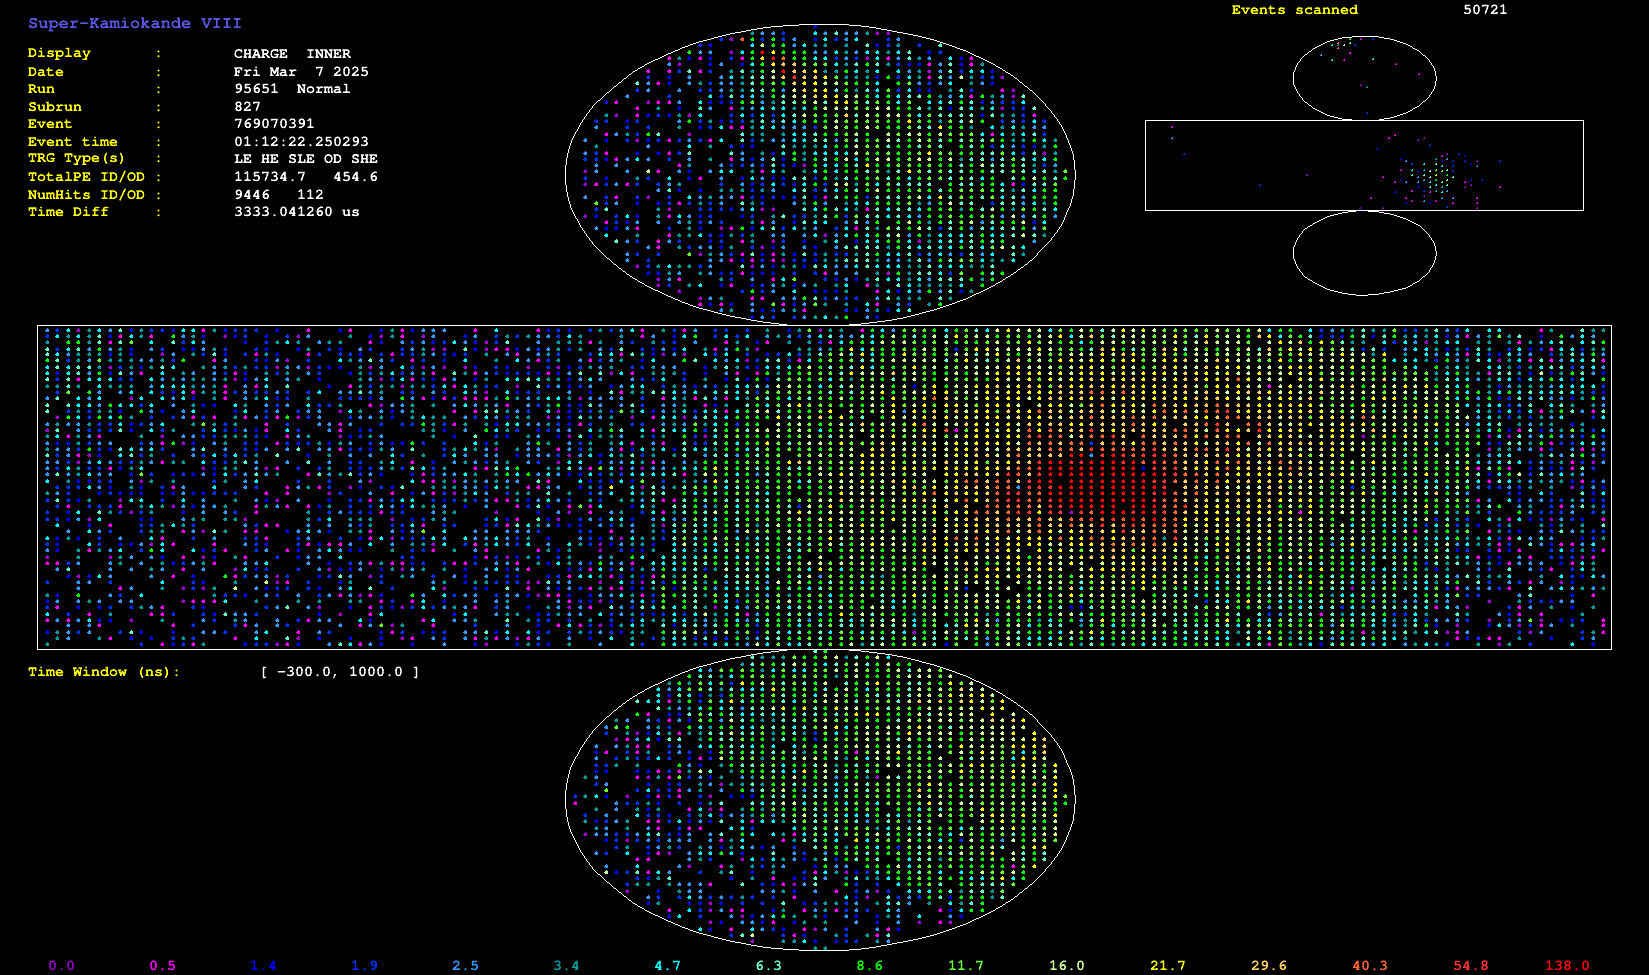 Super-Kamiokande VIII
Events scanned 50721
Display : CHARGE INNER
Date : Fri Mar 7 2025
Run : 95651 Normal
Subrun : 827
Event : 769070391
Event time : 01:12:22.250293
TRG Type(s) : LE HE SLE OD SHE
TotalPE ID/OD : 115734.7 454.6
NumHits ID/OD : 9446 112
Time Diff : 3333.041260 us
Time Window (ns): [ -300.0, 1000.0 ]
0.0 0.5 1.4 1.9 2.5 3.4 4.7 6.3 8.6 11.7 16.0 21.7 29.6 40.3 54.8 138.0